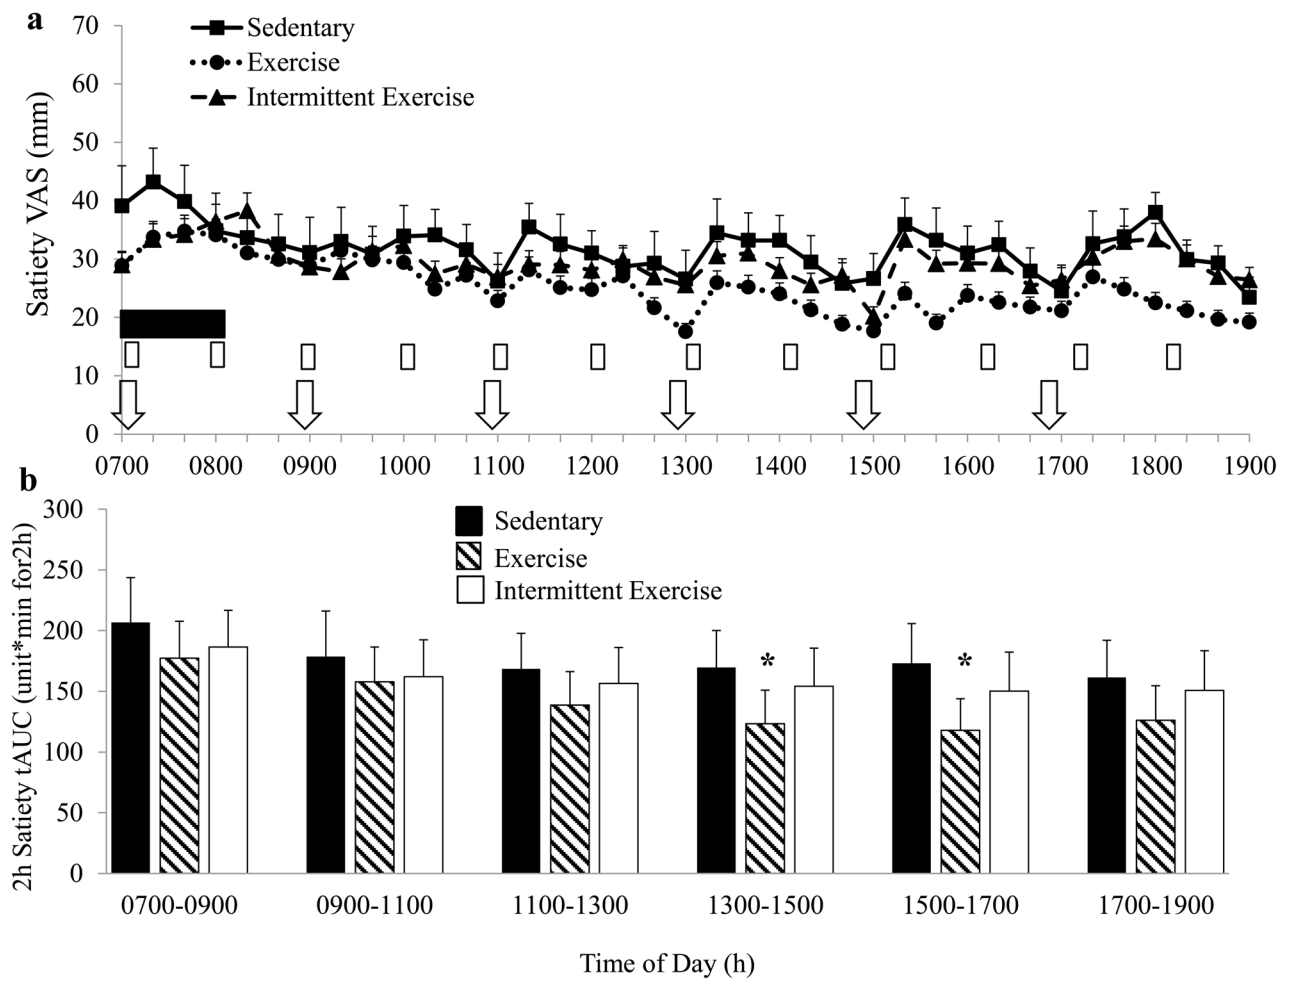 a
Sedentary
Exercise
Intermittent Exercise
Satiety VAS (mm)
70
60
50
40
30
20
10
0
0700 0800 0900 1000 1100 1200 1300 1400 1500 1600 1700 1800 1900
b
Sedentary
Exercise
Intermittent Exercise
2h Satiety tAUC (unit*min for2h)
300
250
200
150
100
50
0
* *
0700-0900 0900-1100 1100-1300 1300-1500 1500-1700 1700-1900
Time of Day (h)